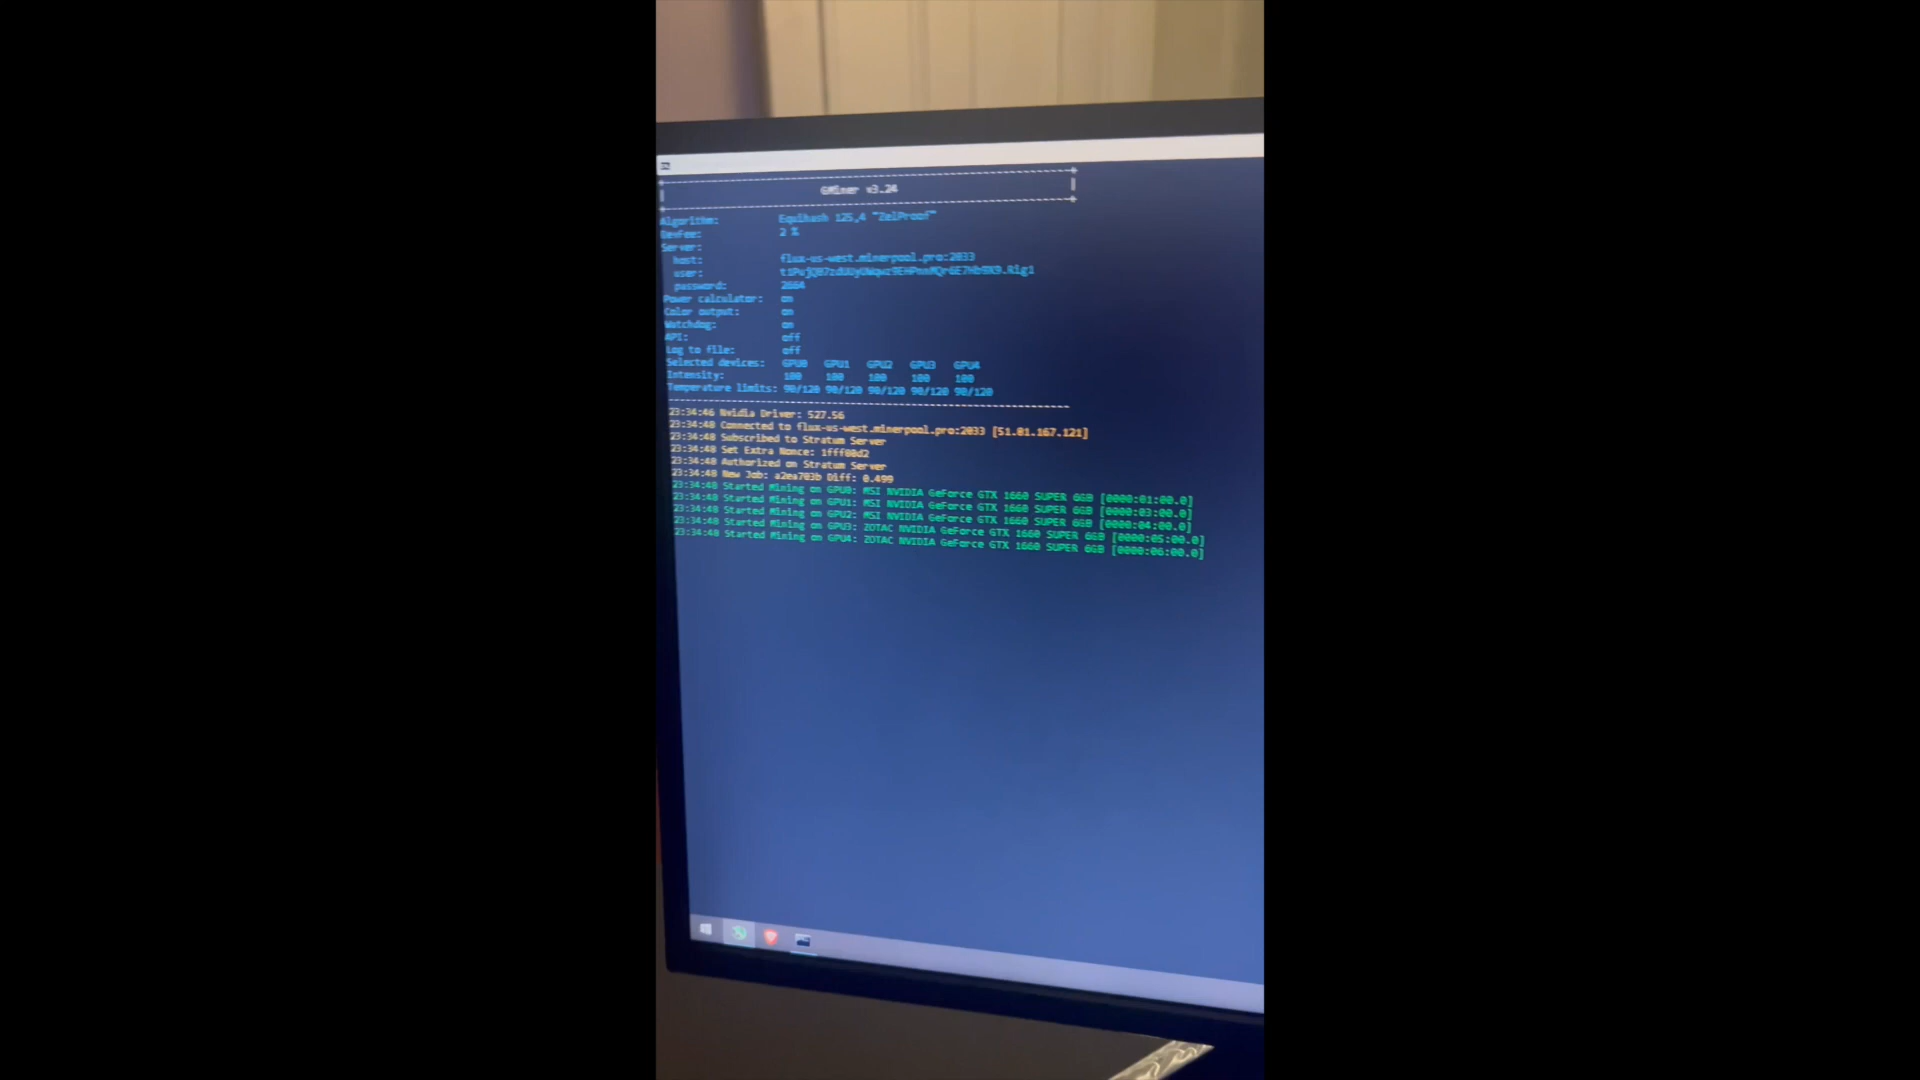 GMiner v3.24
Algorithm: Equihash 125,4 "ZelProof"
DevFee: 2 %
Server:
host: flux-us-west.minerpool.pro:2033
user:
password: 2664
Power calculator: on
Color output: on
Watchdog: on
API: off
Log to file: off
Selected devices: GPU0 GPU1 GPU2 GPU3 GPU4
Intensity: 100 100 100 100 100
Temperature limits: 90/120 90/120 90/120 90/120 90/120
23:34:46 Nvidia Driver: 527.56
23:34:48 Connected to flux-us-west.minerpool.pro:2033 [51.81.167.121]
23:34:48 Subscribed to Stratum Server
23:34:48 Set Extra Nonce: 1fff80d2
23:34:48 Authorized on Stratum Server
23:34:48 New Job: a2ea703b Diff: 0.499
23:34:48 Started Mining on GPU0: MSI NVIDIA GeForce GTX 1660 SUPER 6GB [0000:01:00.0]
23:34:48 Started Mining on GPU1: MSI NVIDIA GeForce GTX 1660 SUPER 6GB [0000:03:00.0]
23:34:48 Started Mining on GPU2: MSI NVIDIA GeForce GTX 1660 SUPER 6GB [0000:04:00.0]
23:34:48 Started Mining on GPU3: ZOTAC NVIDIA GeForce GTX 1660 SUPER 6GB [0000:05:00.0]
23:34:48 Started Mining on GPU4: ZOTAC NVIDIA GeForce GTX 1660 SUPER 6GB [0000:06:00.0]